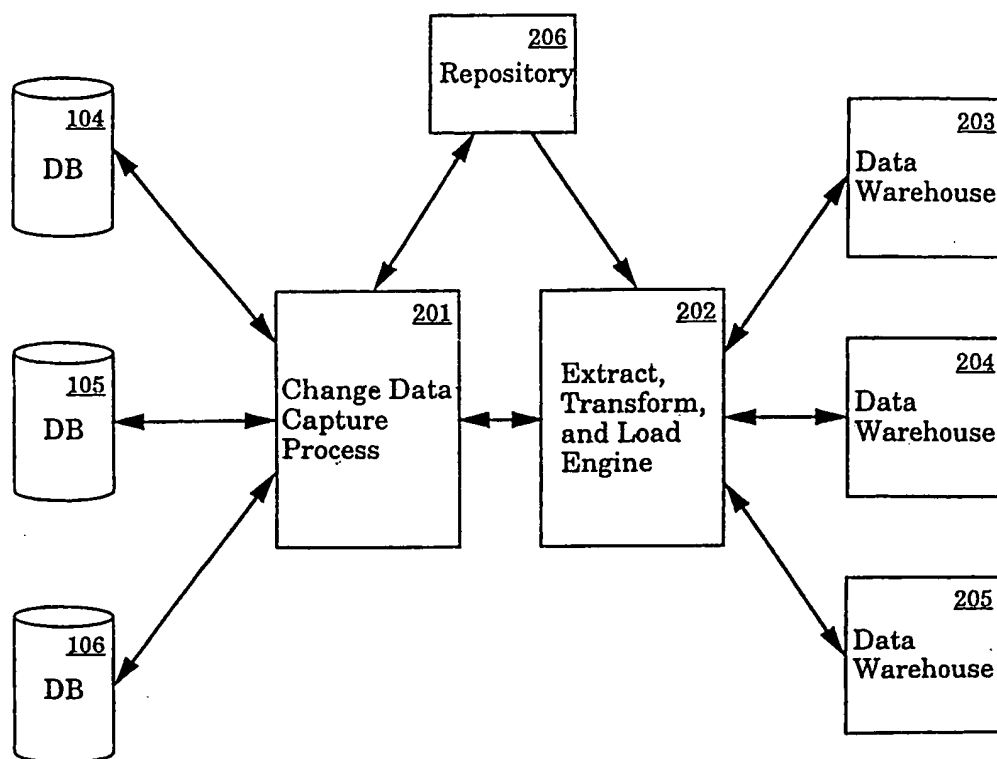 206
Repository
104
DB
203
Data
Warehouse
201
Change Data
Capture
Process
202
Extract,
Transform,
and Load
Engine
105
DB
204
Data
Warehouse
106
DB
205
Data
Warehouse